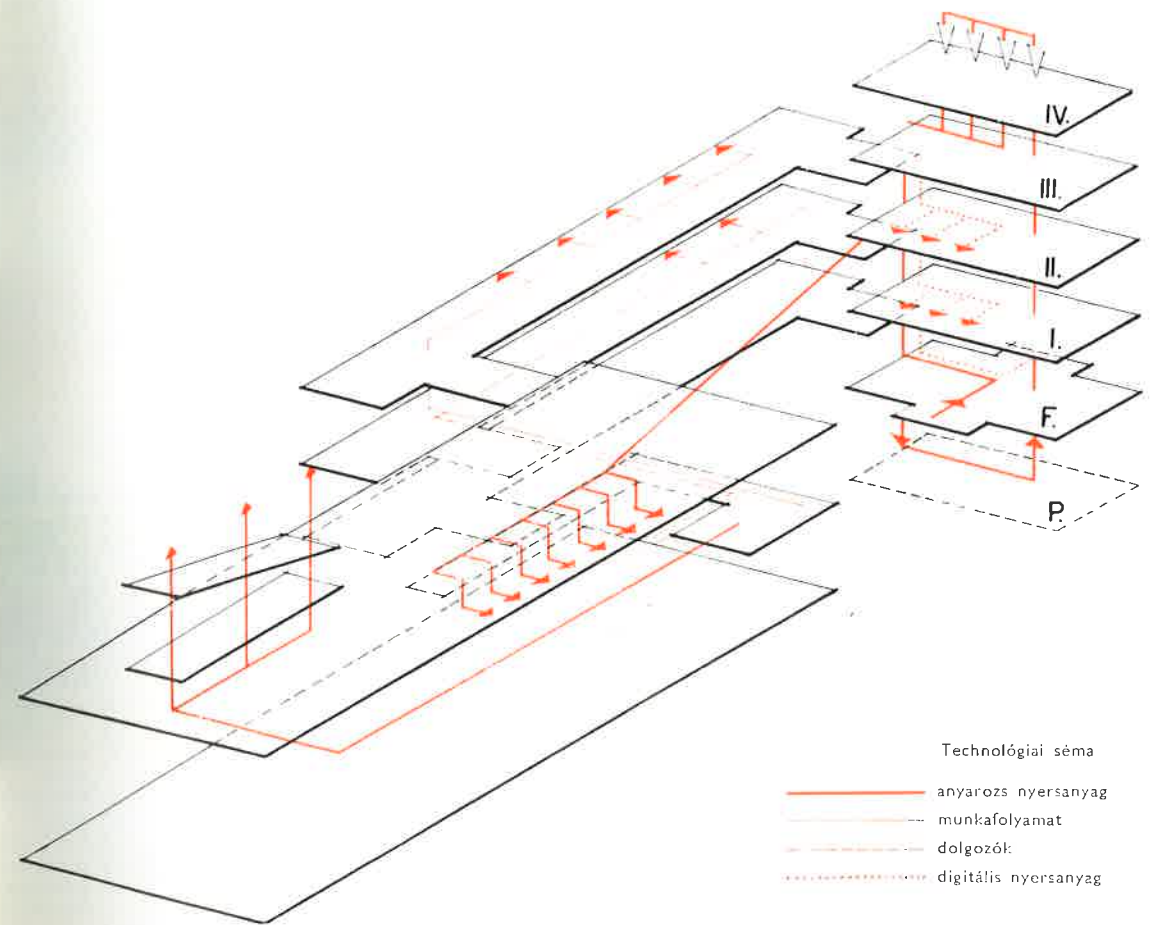 IV.
III.
II.
I.
F.
P.
Technológiai séma
anyarozs nyersanyag
munkafolyamat
dolgozók
digitális nyersanyag